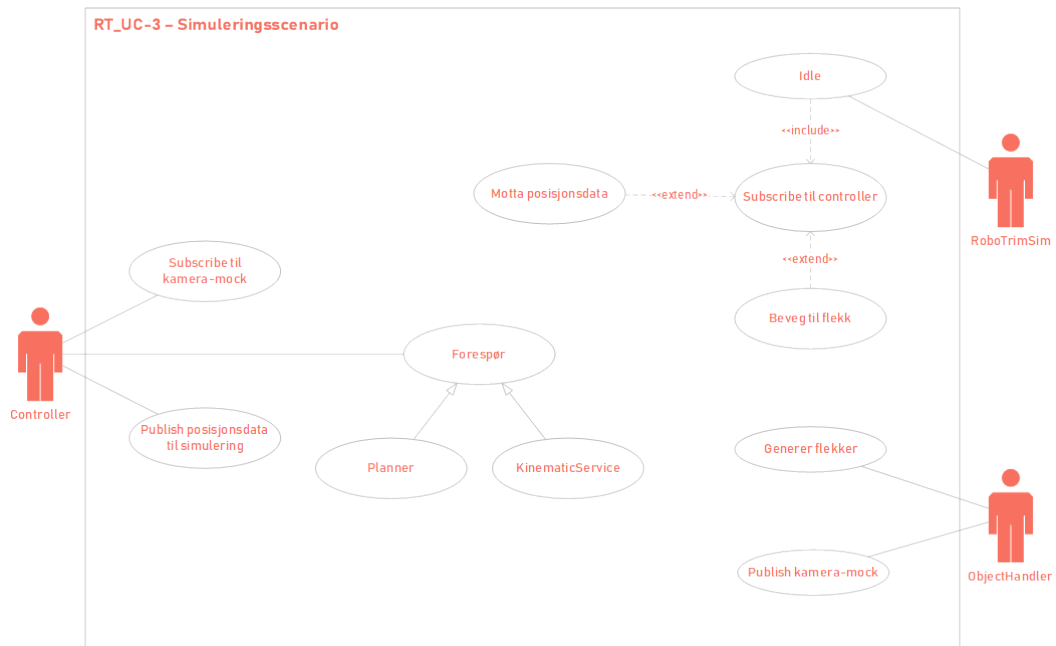 RT_UC-3 – Simuleringsscenario
Idle
<<include>>
Motta posisjonsdata
<<extend>>
Subscribe til controller
RoboTrimSim
<<extend>>
Subscribe til
kamera-mock
Beveg til flekk
Forespør
Controller
Publish posisjonsdata
til simulering
Generer flekker
Planner
KinematicService
Publish kamera-mock
ObjectHandler